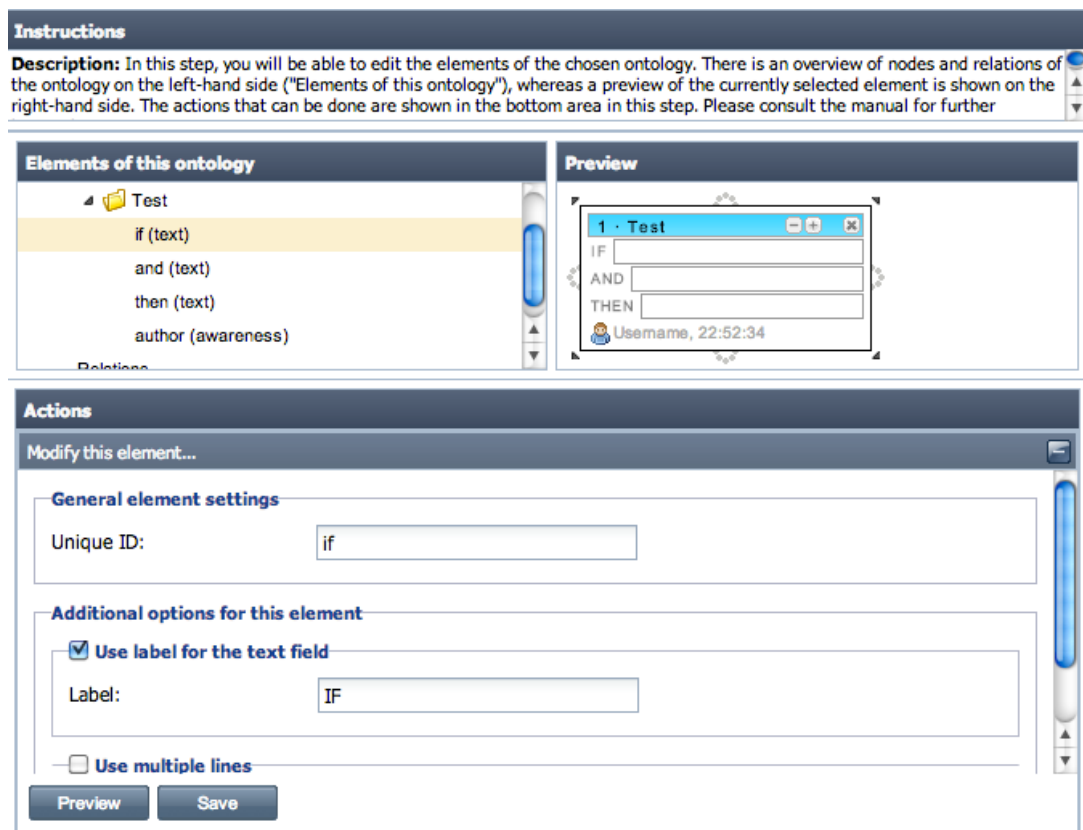 Instructions
Description: In this step, you will be able to edit the elements of the chosen ontology. There is an overview of nodes and relations of
the ontology on the left-hand side ("Elements of this ontology"), whereas a preview of the currently selected element is shown on the
right-hand side. The actions that can be done are shown in the bottom area in this step. Please consult the manual for further
Elements of this ontology
Test
if (text)
and (text)
then (text)
author (awareness)
Relations
Preview
1 · Test
IF
AND
THEN
Username, 22:52:34
Actions
Modify this element...
General element settings
Unique ID: if
Additional options for this element
Use label for the text field
Label: IF
Use multiple lines
Preview Save